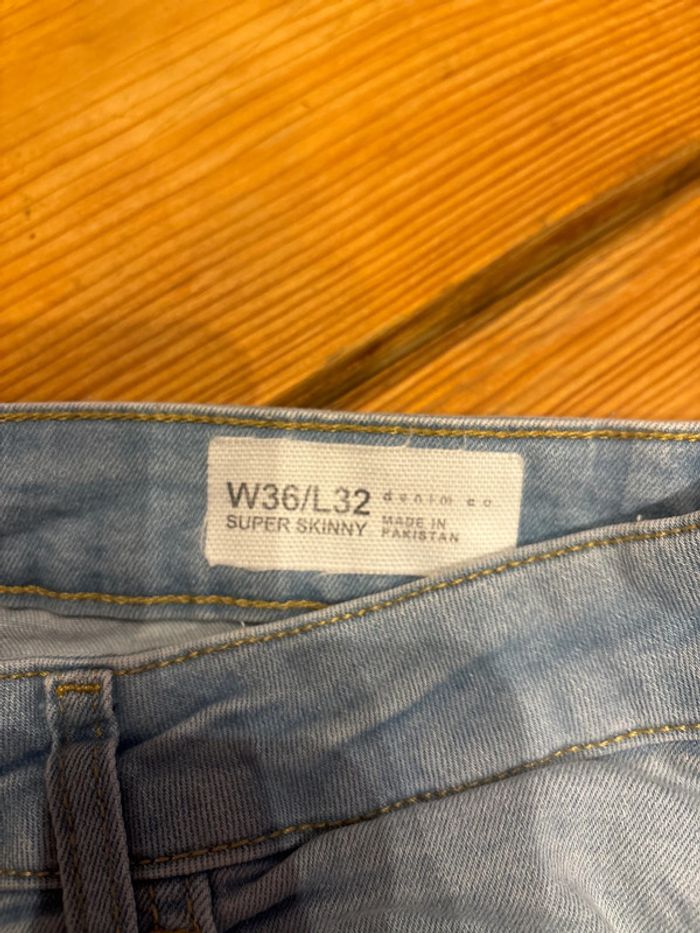 W36/L32
SUPER SKINNY
denim co
MADE IN
PAKISTAN